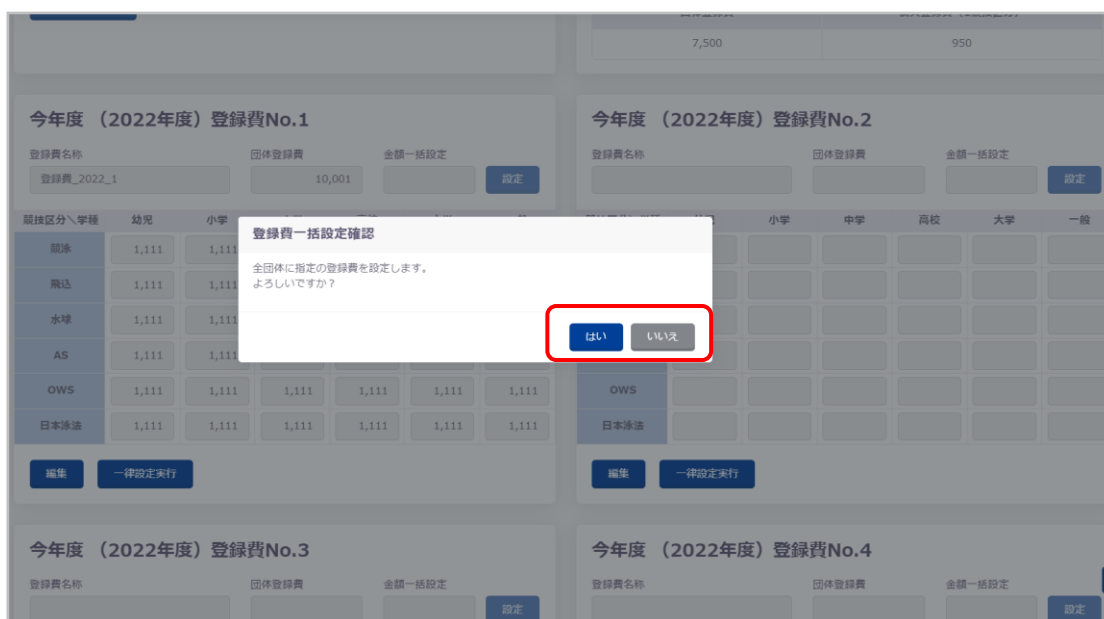 7,500 950
今年度 （2022年度）登録費No.1
登録費名称 団体登録費 金額一括設定
登録費_2022_1 10,001 設定
競技区分＼学種 幼児 小学
競泳 1,111 1,111
飛込 1,111 1,111
水球 1,111 1,111
AS 1,111 1,111
OWS 1,111 1,111 1,111 1,111 1,111 1,111
日本泳法 1,111 1,111 1,111 1,111 1,111 1,111
編集 一律設定実行
今年度 （2022年度）登録費No.2
登録費名称 団体登録費 金額一括設定
設定
小学 中学 高校 大学 一般
OWS
日本泳法
編集 一律設定実行
登録費一括設定確認
全団体に指定の登録費を設定します。
よろしいですか？
はい いいえ
今年度 （2022年度）登録費No.3
登録費名称 団体登録費 金額一括設定
設定
今年度 （2022年度）登録費No.4
登録費名称 団体登録費 金額一括設定
設定